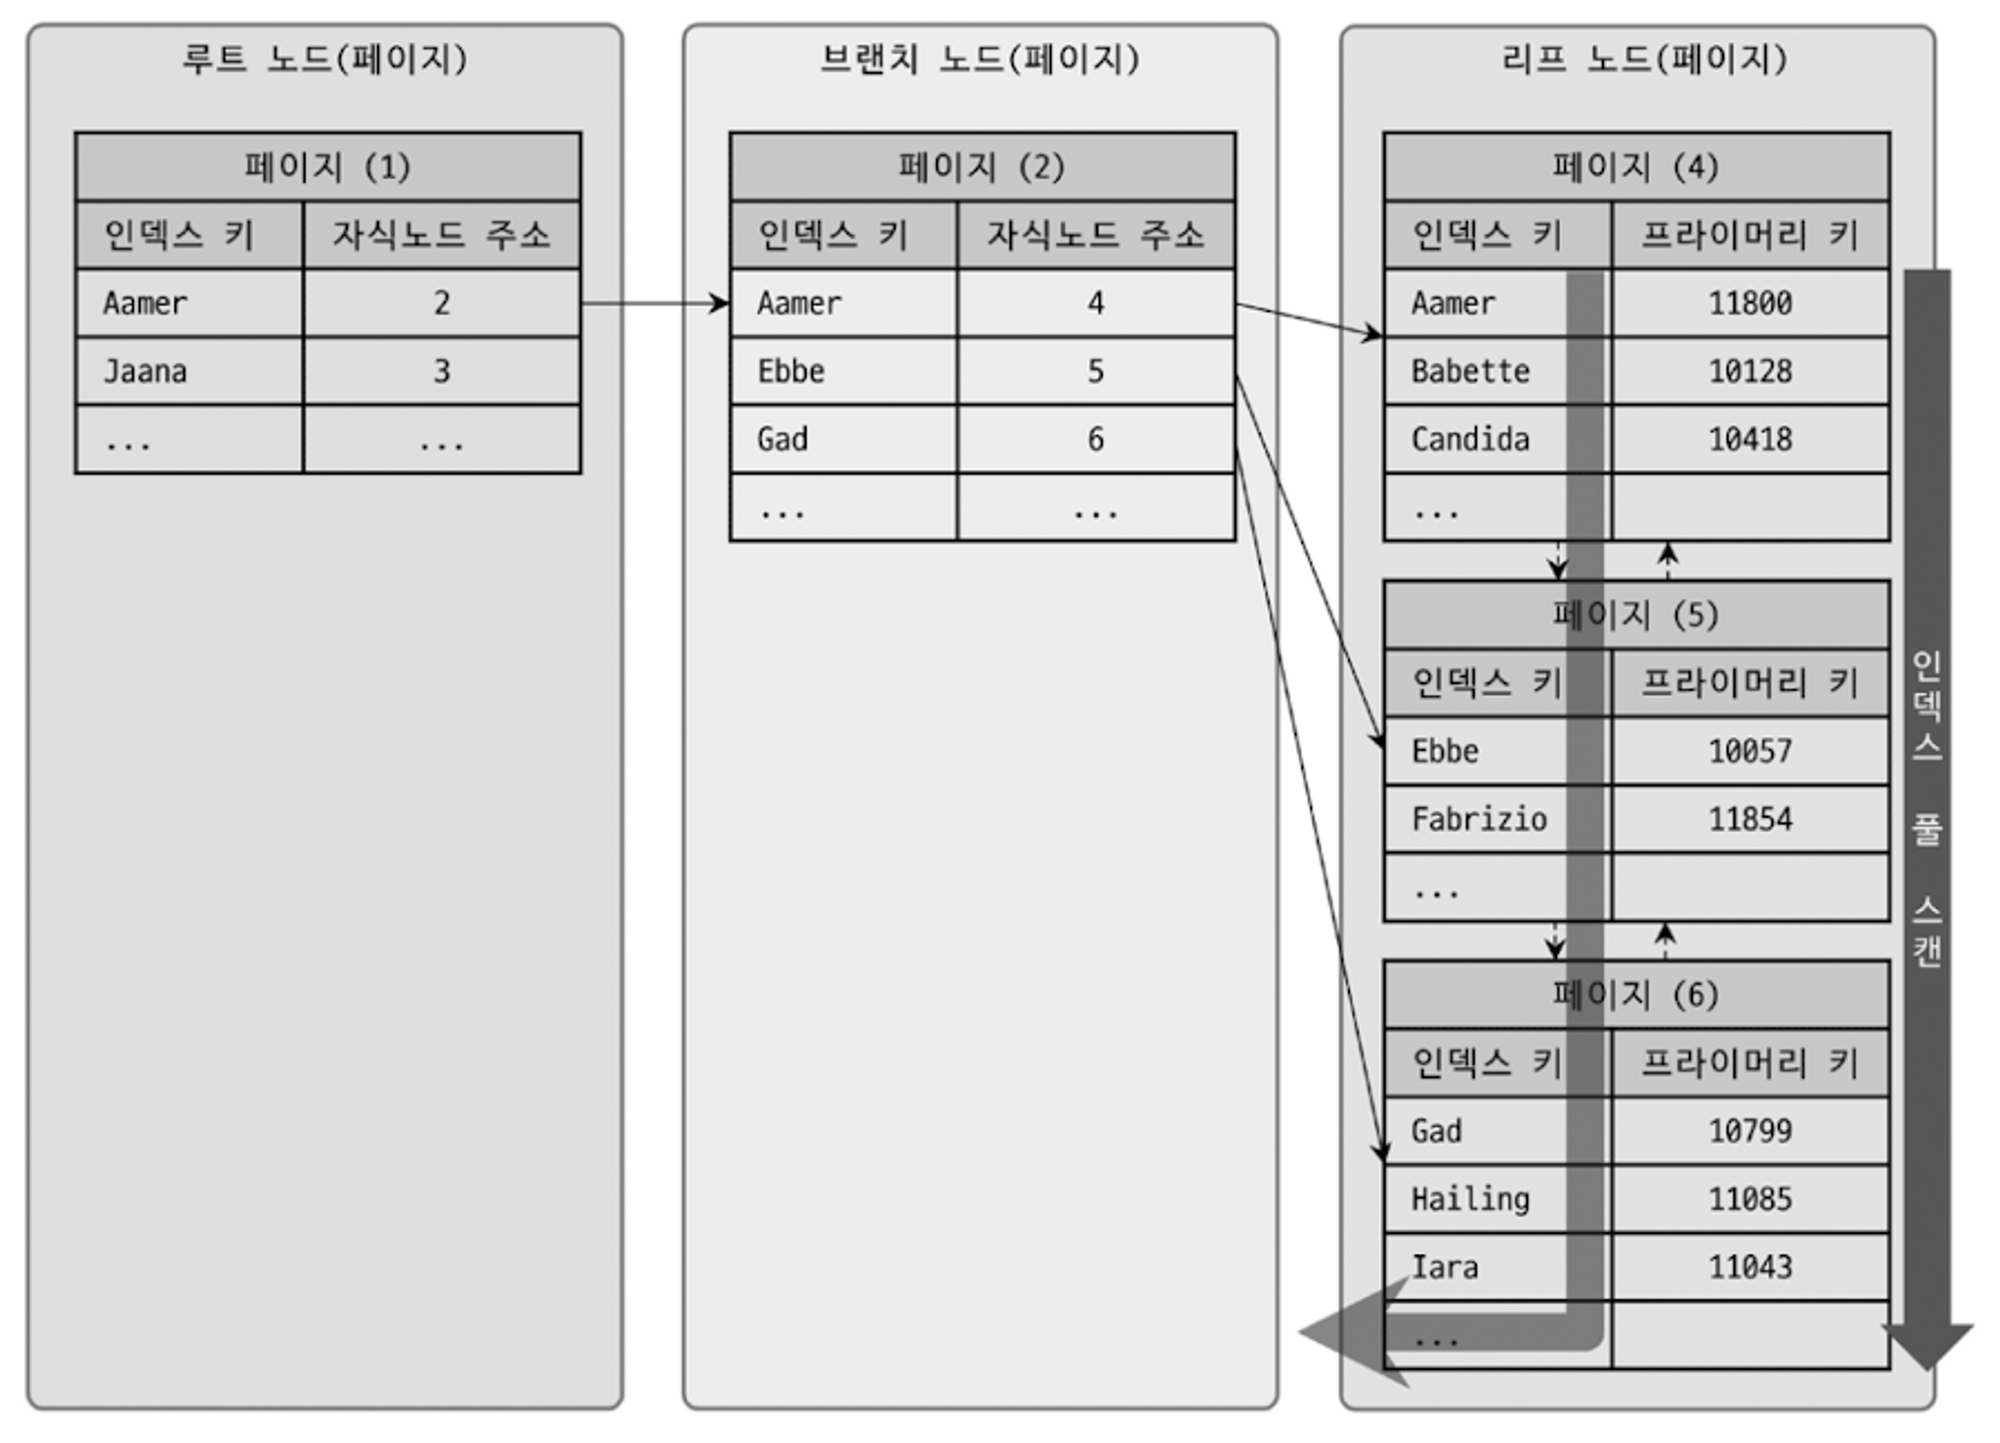 루트 노드(페이지)
페이지 (1)
인덱스 키 자식노드 주소
Aamer 2
Jaana 3
... ...
브랜치 노드(페이지)
페이지 (2)
인덱스 키 자식노드 주소
Aamer 4
Ebbe 5
Gad 6
... ...
리프 노드(페이지)
페이지 (4)
인덱스 키 프라이머리 키
Aamer 11800
Babette 10128
Candida 10418
...
페이지 (5)
인덱스 키 프라이머리 키
Ebbe 10057
Fabrizio 11854
...
페이지 (6)
인덱스 키 프라이머리 키
Gad 10799
Hailing 11085
Iara 11043
...
인덱스 풀 스캔